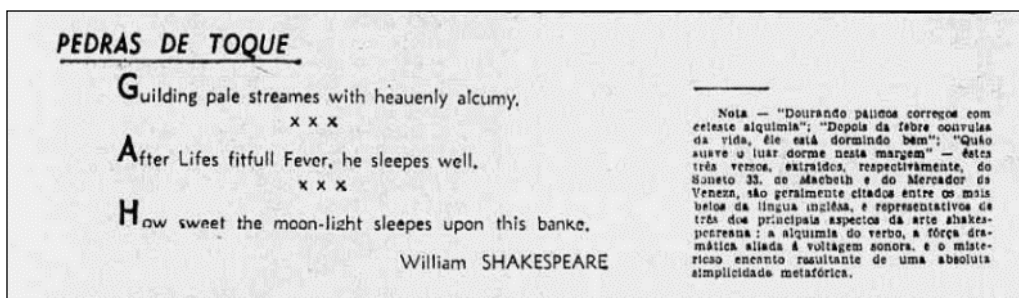 PEDRAS DE TOQUE
Guilding pale streames with heauenly alcumy.
x x x
After Lifes fitfull Fever, he sleepes well.
x x x
How sweet the moon-light sleepes upon this banke.
William SHAKESPEARE
Nota — "Dourando pálidos corregos com
celeste alquimia"; "Depois da febre convulsa
da vida, êle está dormindo bem"; "Quão
suave o luar dorme nesta margem" — êstes
três versos, extraídos, respectivamente, do
Soneto 33, do Macbeth e do Mercador de
Veneza, são geralmente citados entre os mais
belos da língua inglêsa, e representativos de
três dos principais aspectos da arte shakes-
peareana : a alquimia do verbo, a fôrça dra-
mática aliada à voltagem sonora, e o miste-
rioso encanto resultante de uma absoluta
simplicidade metafórica.